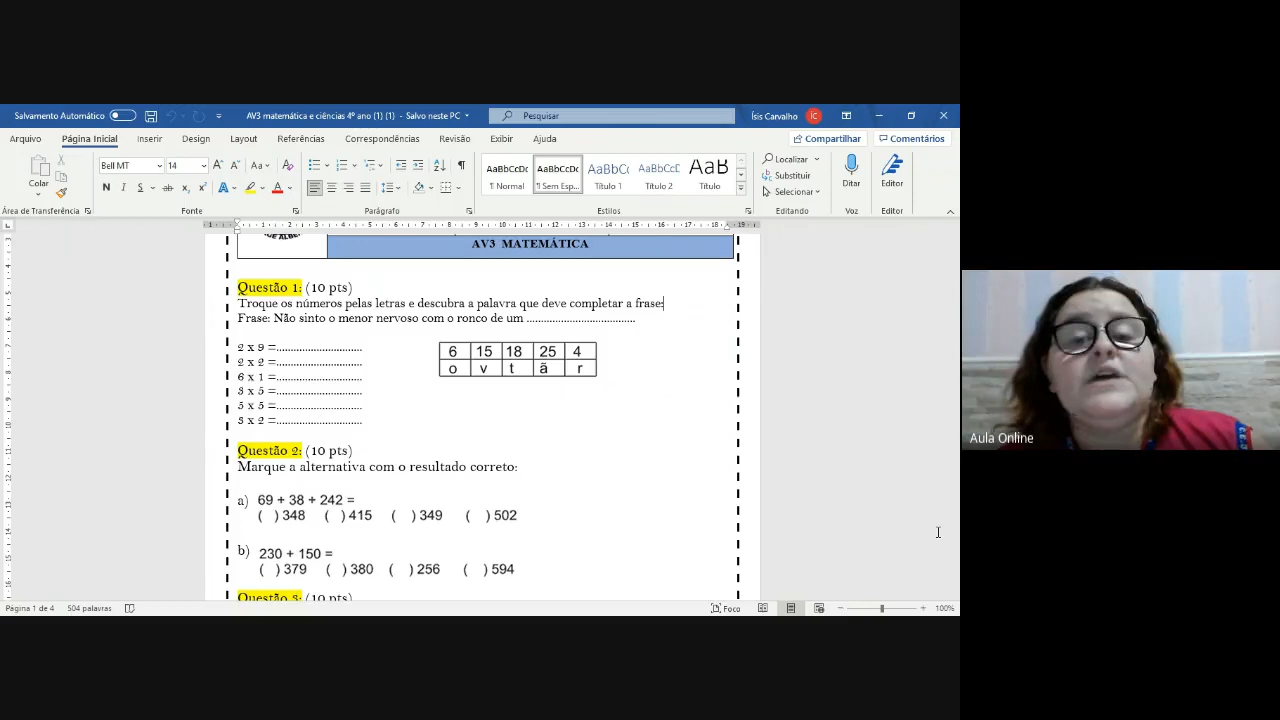 Salvamento Automático
AV3 matemática e ciências 4º ano (1) (1) - Salvo neste PC
Pesquisar
Ísis Carvalho
IC
Arquivo
Página Inicial
Inserir
Design
Layout
Referências
Correspondências
Revisão
Exibir
Ajuda
Compartilhar
Comentários
Colar
Bell MT
14
N I S ab x₂ x²
AaBbCcDc
AaBbCcDc
AaBbCc
AaBbCcD
AaB
¶ Normal
¶ Sem Esp...
Título 1
Título 2
Título
Localizar
Substituir
Selecionar
Ditar
Editor
Área de Transferência
Fonte
Parágrafo
Estilos
Editando
Voz
Editor
AV3 MATEMÁTICA
Questão 1: (10 pts)
Troque os números pelas letras e descubra a palavra que deve completar a frase:
Frase: Não sinto o menor nervoso com o ronco de um ......................................
2 x 9 =..............................
2 x 2 =..............................
6 x 1 =..............................
3 x 5 =..............................
5 x 5 =..............................
3 x 2 =..............................
6 15 18 25 4
o v t ã r
Questão 2: (10 pts)
Marque a alternativa com o resultado correto:
a) 69 + 38 + 242 =
( ) 348 ( ) 415 ( ) 349 ( ) 502
b) 230 + 150 =
( ) 379 ( ) 380 ( ) 256 ( ) 594
Questão 3: (10 pts)
Página 1 de 4
504 palavras
Foco
100%
Aula Online